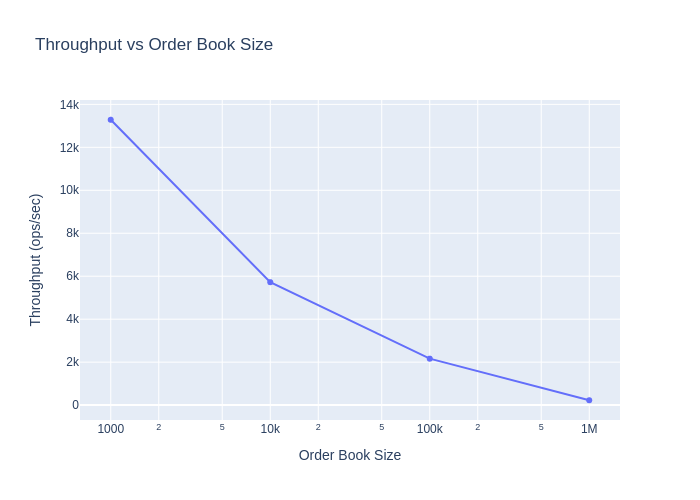 Throughput vs Order Book Size
Throughput (ops/sec)
14k
12k
10k
8k
6k
4k
2k
0
1000 2 5 10k 2 5 100k 2 5 1M
Order Book Size